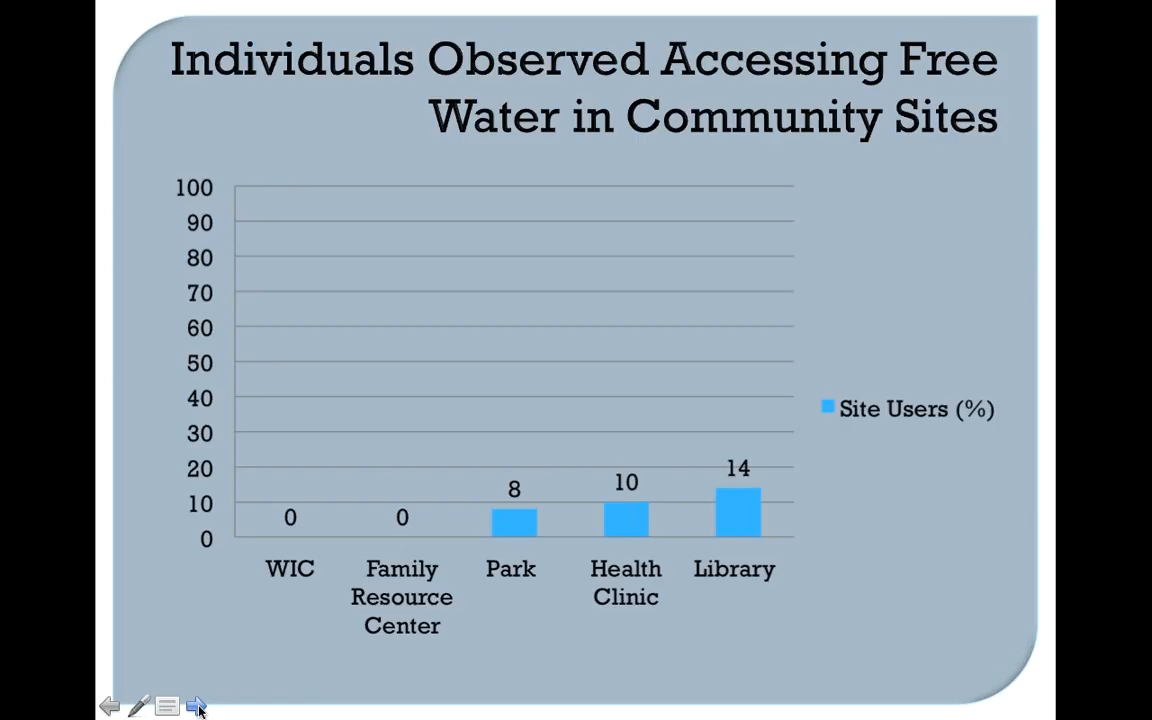 Individuals Observed Accessing Free
Water in Community Sites
100
90
80
70
60
50
40
30
20
10
0
0
0
8
10
14
WIC
Family
Resource
Center
Park
Health
Clinic
Library
Site Users (%)